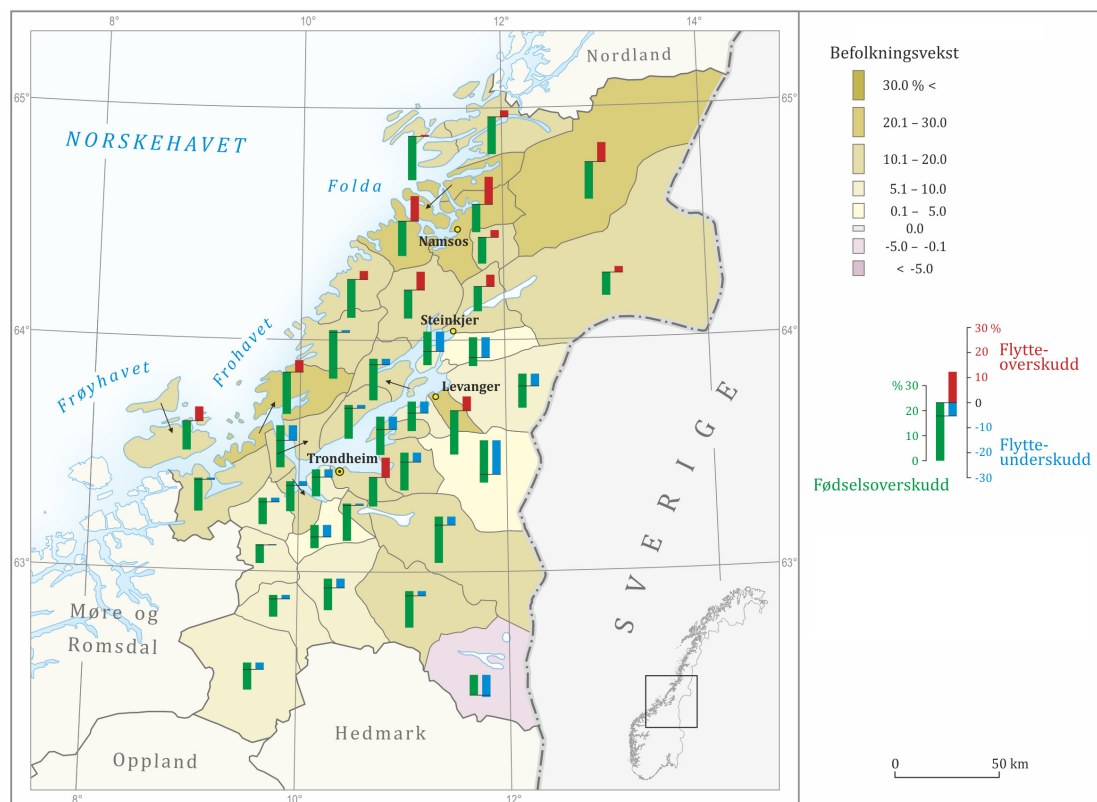 8°
10°
12°
14°
Nordland
65°
65°
NORSKEHAVET
Folda
Namsos
64°
Steinkjer
64°
Frohavet
Frøyhavet
Levanger
Trondheim
SVERIGE
63°
63°
Møre og
Romsdal
Hedmark
Oppland
8°
10°
12°
Befolkningsvekst
30.0 % <
20.1 – 30.0
10.1 – 20.0
5.1 – 10.0
0.1 – 5.0
0.0
-5.0 – -0.1
< -5.0
30 %
20
10
0
-10
-20
-30
Flytte-
overskudd
Flytte-
underskudd
% 30
20
10
0
Fødselsoverskudd
0 50 km